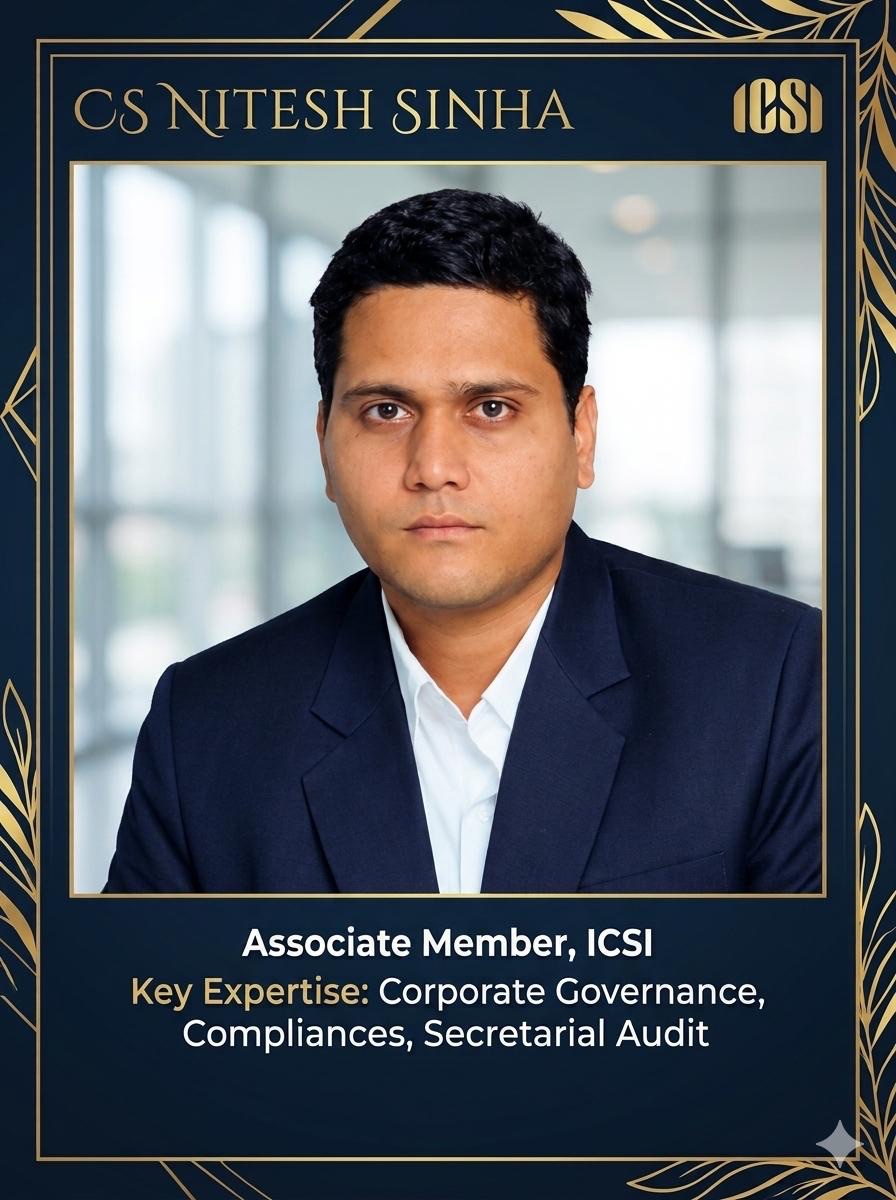 CS NITESH SINHA
ICSI
Associate Member, ICSI
Key Expertise: Corporate Governance,
Compliances, Secretarial Audit